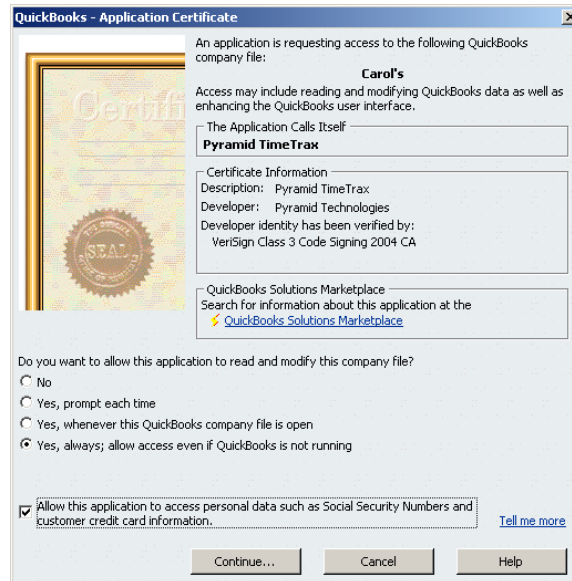 QuickBooks - Application Certificate
An application is requesting access to the following QuickBooks
company file:
Carol's
Access may include reading and modifying QuickBooks data as well as
enhancing the QuickBooks user interface.
The Application Calls Itself
Pyramid TimeTrax
Certificate Information
Description: Pyramid TimeTrax
Developer: Pyramid Technologies
Developer identity has been verified by:
VeriSign Class 3 Code Signing 2004 CA
QuickBooks Solutions Marketplace
Search for information about this application at the
QuickBooks Solutions Marketplace
Certifi
SEAL
Do you want to allow this application to read and modify this company file?
No
Yes, prompt each time
Yes, whenever this QuickBooks company file is open
Yes, always; allow access even if QuickBooks is not running
Allow this application to access personal data such as Social Security Numbers and
customer credit card information.
Tell me more
Continue...
Cancel
Help